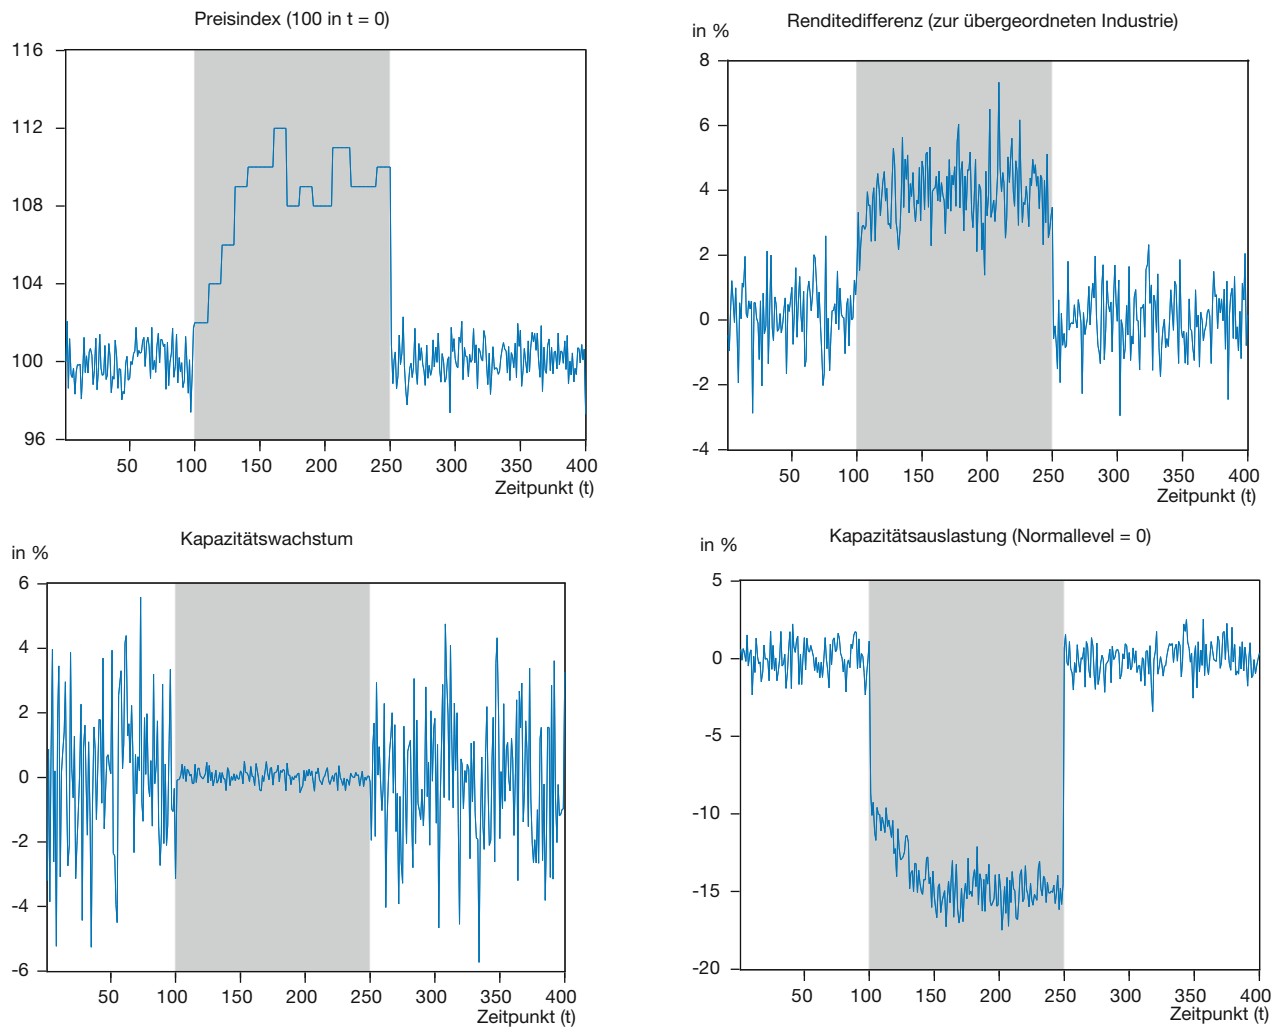 Preisindex (100 in t = 0)
116
112
108
104
100
96
50 100 150 200 250 300 350 400
Zeitpunkt (t)
Renditedifferenz (zur übergeordneten Industrie)
in %
8
6
4
2
0
-2
-4
50 100 150 200 250 300 350 400
Zeitpunkt (t)
Kapazitätswachstum
in %
6
4
2
0
-2
-4
-6
50 100 150 200 250 300 350 400
Zeitpunkt (t)
Kapazitätsauslastung (Normallevel = 0)
in %
5
0
-5
-10
-15
-20
50 100 150 200 250 300 350 400
Zeitpunkt (t)